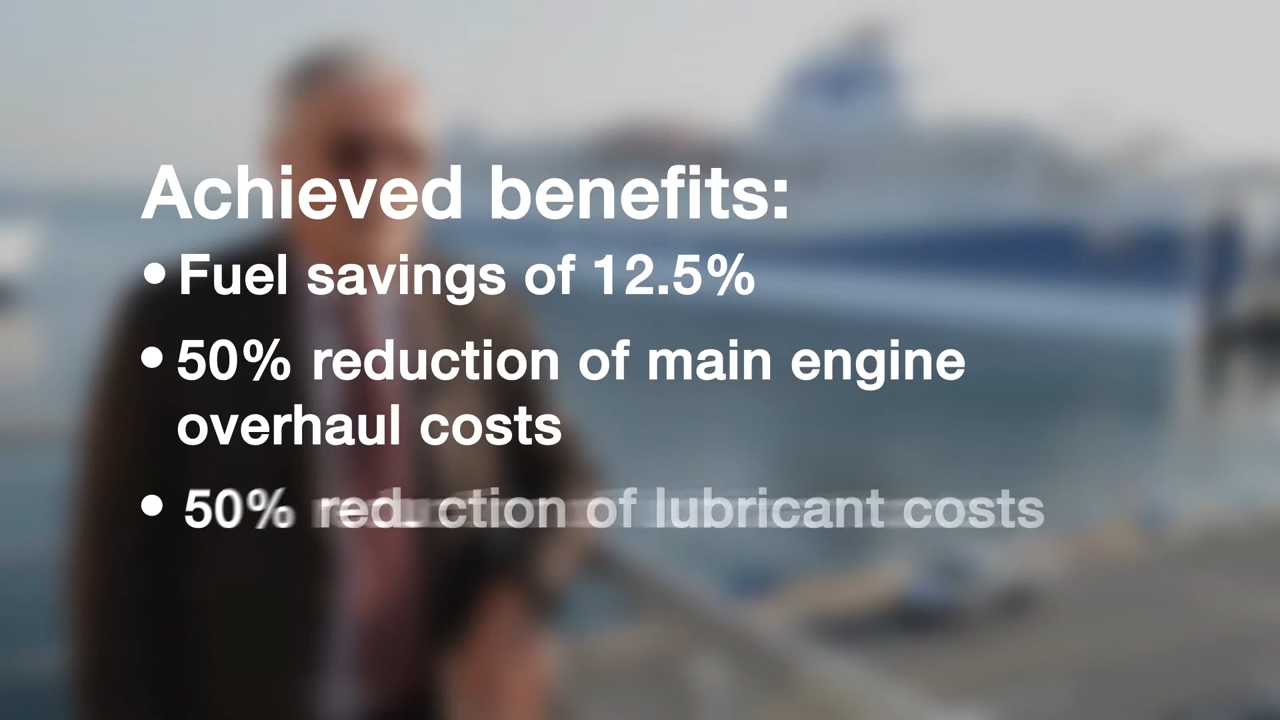 Achieved benefits:
• Fuel savings of 12.5%
• 50% reduction of main engine
overhaul costs
• 50% reduction of lubricant costs